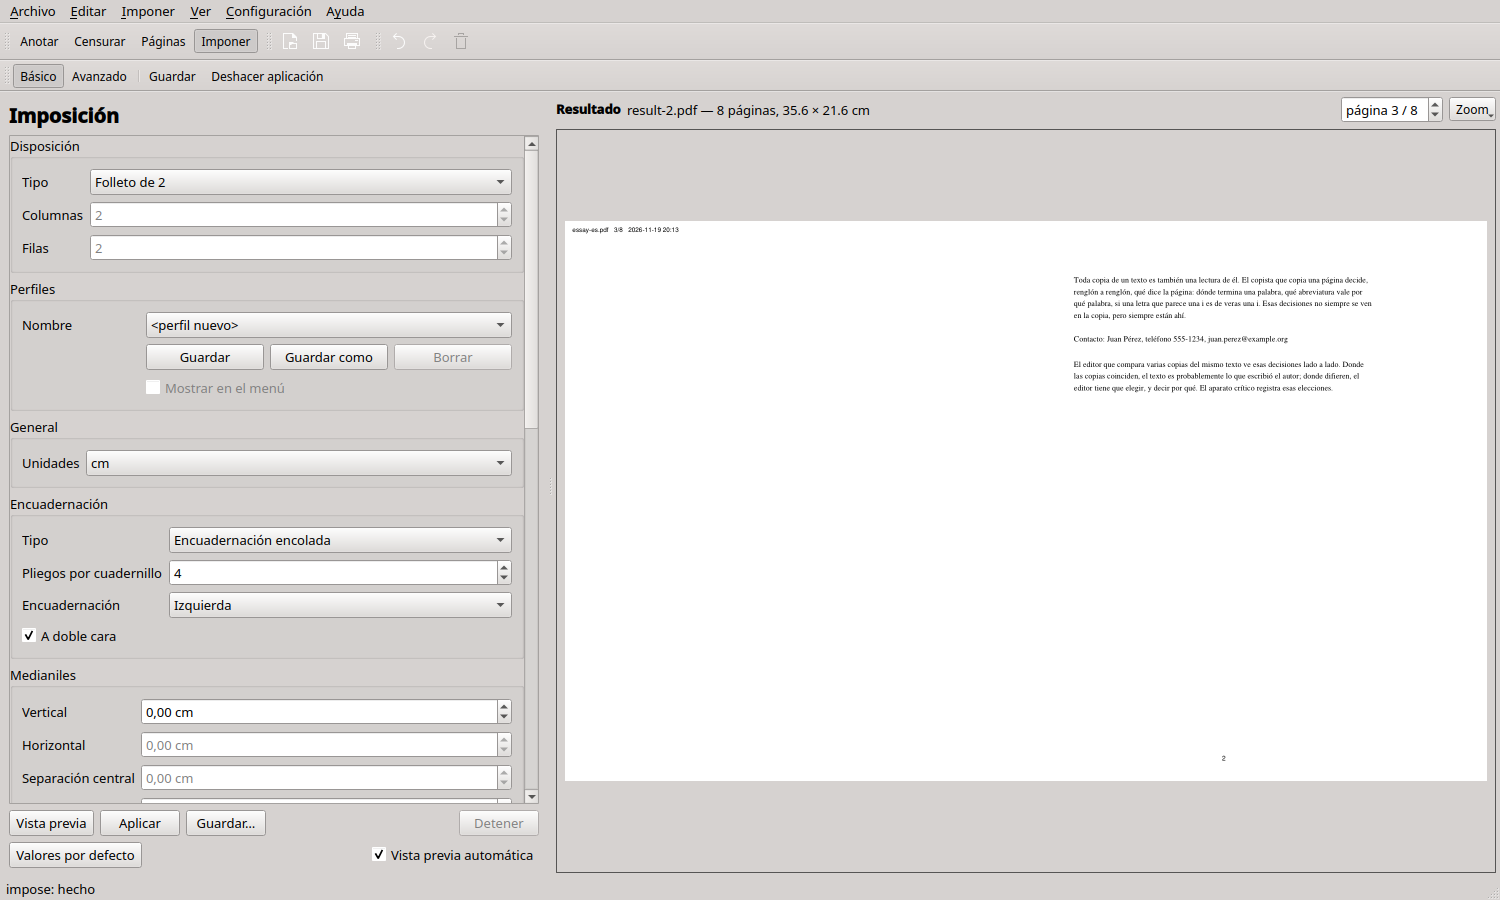 Archivo Editar Imponer Ver Configuración Ayuda
Anotar Censurar Páginas Imponer
Básico Avanzado Guardar Deshacer aplicación
Imposición
Disposición
Tipo Folleto de 2
Columnas 2
Filas 2
Perfiles
Nombre <perfil nuevo>
Guardar Guardar como Borrar
Mostrar en el menú
General
Unidades cm
Encuadernación
Tipo Encuadernación encolada
Pliegos por cuadernillo 4
Encuadernación Izquierda
A doble cara
Medianiles
Vertical 0,00 cm
Horizontal 0,00 cm
Separación central 0,00 cm
Vista previa Aplicar Guardar... Detener
Valores por defecto Vista previa automática
impose: hecho
Resultado result-2.pdf — 8 páginas, 35.6 × 21.6 cm
página 3 / 8 Zoom
essay-es.pdf 3/8 2026-11-19 20:13
Toda copia de un texto es también una lectura de él. El copista que copia una página decide,
renglón a renglón, qué dice la página: dónde termina una palabra, qué abreviatura vale por
qué palabra, si una letra que parece una i es de veras una i. Esas decisiones no siempre se ven
en la copia, pero siempre están ahí.
Contacto: Juan Pérez, teléfono 555-1234, juan.perez@example.org
El editor que compara varias copias del mismo texto ve esas decisiones lado a lado. Donde
las copias coinciden, el texto es probablemente lo que escribió el autor; donde difieren, el
editor tiene que elegir, y decir por qué. El aparato crítico registra esas elecciones.
2